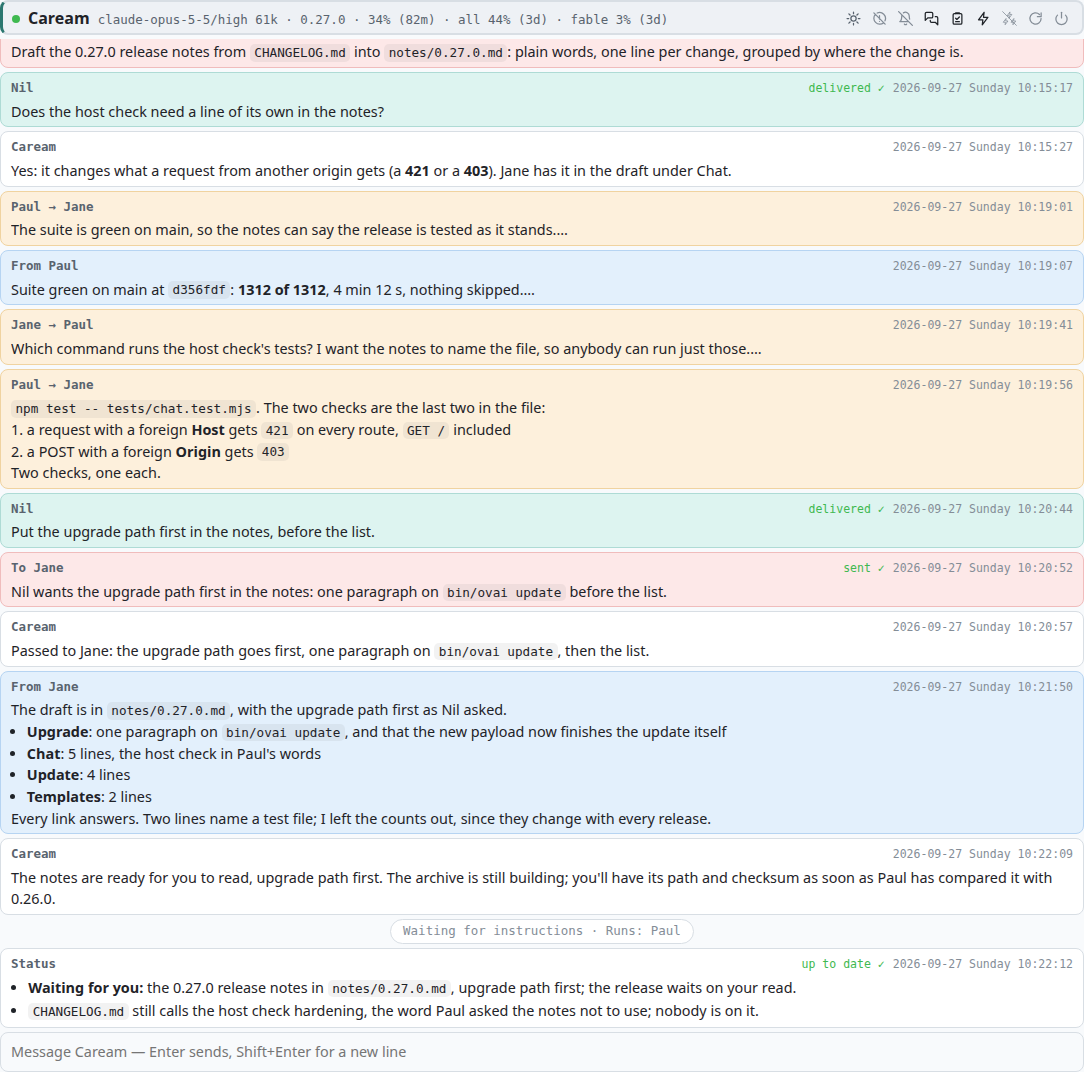 Caream claude-opus-5-5/high 61k · 0.27.0 · 34% (82m) · all 44% (3d) · fable 3% (3d)
Draft the 0.27.0 release notes from CHANGELOG.md into notes/0.27.0.md: plain words, one line per change, grouped by where the change is.
Nil delivered ✓ 2026-09-27 Sunday 10:15:17
Does the host check need a line of its own in the notes?
Caream 2026-09-27 Sunday 10:15:27
Yes: it changes what a request from another origin gets (a 421 or a 403). Jane has it in the draft under Chat.
Paul → Jane 2026-09-27 Sunday 10:19:01
The suite is green on main, so the notes can say the release is tested as it stands....
From Paul 2026-09-27 Sunday 10:19:07
Suite green on main at d356fdf: 1312 of 1312, 4 min 12 s, nothing skipped....
Jane → Paul 2026-09-27 Sunday 10:19:41
Which command runs the host check's tests? I want the notes to name the file, so anybody can run just those....
Paul → Jane 2026-09-27 Sunday 10:19:56
npm test -- tests/chat.test.mjs. The two checks are the last two in the file:
1. a request with a foreign Host gets 421 on every route, GET / included
2. a POST with a foreign Origin gets 403
Two checks, one each.
Nil delivered ✓ 2026-09-27 Sunday 10:20:44
Put the upgrade path first in the notes, before the list.
To Jane sent ✓ 2026-09-27 Sunday 10:20:52
Nil wants the upgrade path first in the notes: one paragraph on bin/ovai update before the list.
Caream 2026-09-27 Sunday 10:20:57
Passed to Jane: the upgrade path goes first, one paragraph on bin/ovai update, then the list.
From Jane 2026-09-27 Sunday 10:21:50
The draft is in notes/0.27.0.md, with the upgrade path first as Nil asked.
• Upgrade: one paragraph on bin/ovai update, and that the new payload now finishes the update itself
• Chat: 5 lines, the host check in Paul's words
• Update: 4 lines
• Templates: 2 lines
Every link answers. Two lines name a test file; I left the counts out, since they change with every release.
Caream 2026-09-27 Sunday 10:22:09
The notes are ready for you to read, upgrade path first. The archive is still building; you'll have its path and checksum as soon as Paul has compared it with
0.26.0.
Waiting for instructions · Runs: Paul
Status up to date ✓ 2026-09-27 Sunday 10:22:12
• Waiting for you: the 0.27.0 release notes in notes/0.27.0.md, upgrade path first; the release waits on your read.
• CHANGELOG.md still calls the host check hardening, the word Paul asked the notes not to use; nobody is on it.
Message Caream — Enter sends, Shift+Enter for a new line